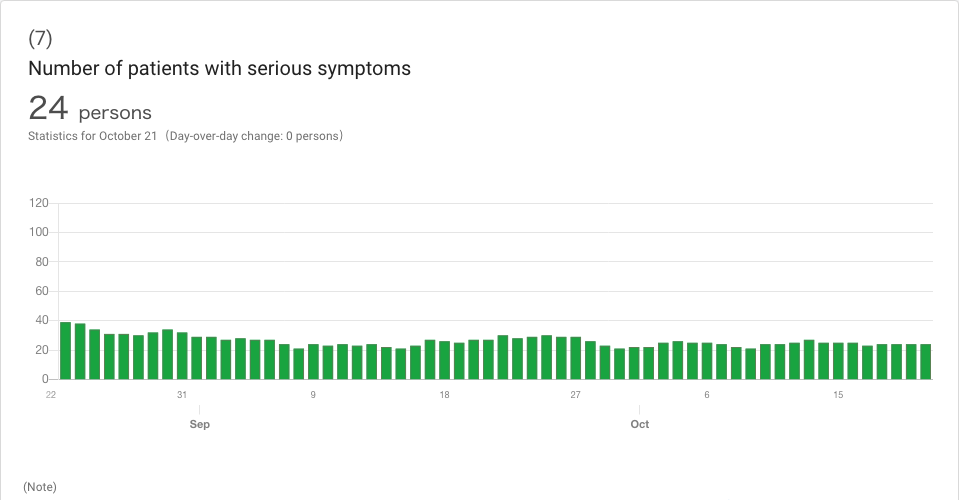 (7)
Number of patients with serious symptoms
24 persons
Statistics for October 21 (Day-over-day change: 0 persons)
120
100
80
60
40
20
0
22 31 9 18 27 6 15
Sep Oct
(Note)